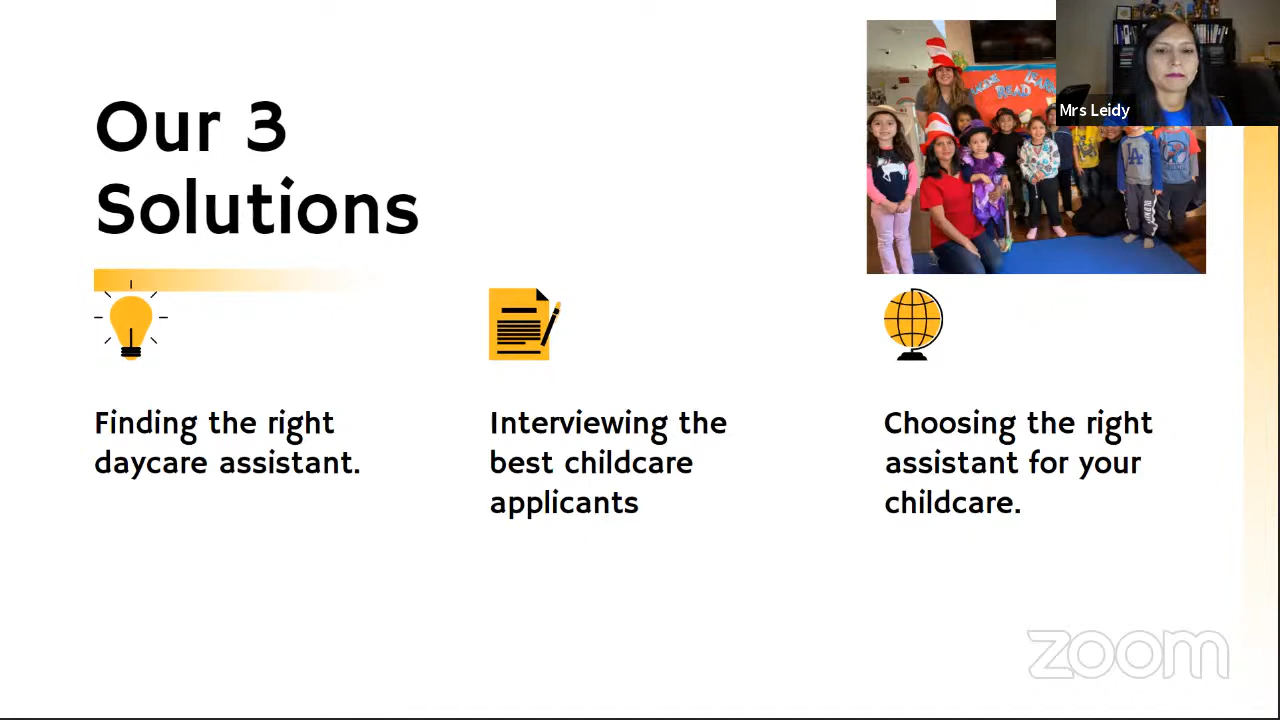 Our 3
Solutions
Mrs Leidy
READ
Finding the right
daycare assistant.
Interviewing the
best childcare
applicants
Choosing the right
assistant for your
childcare.
zoom